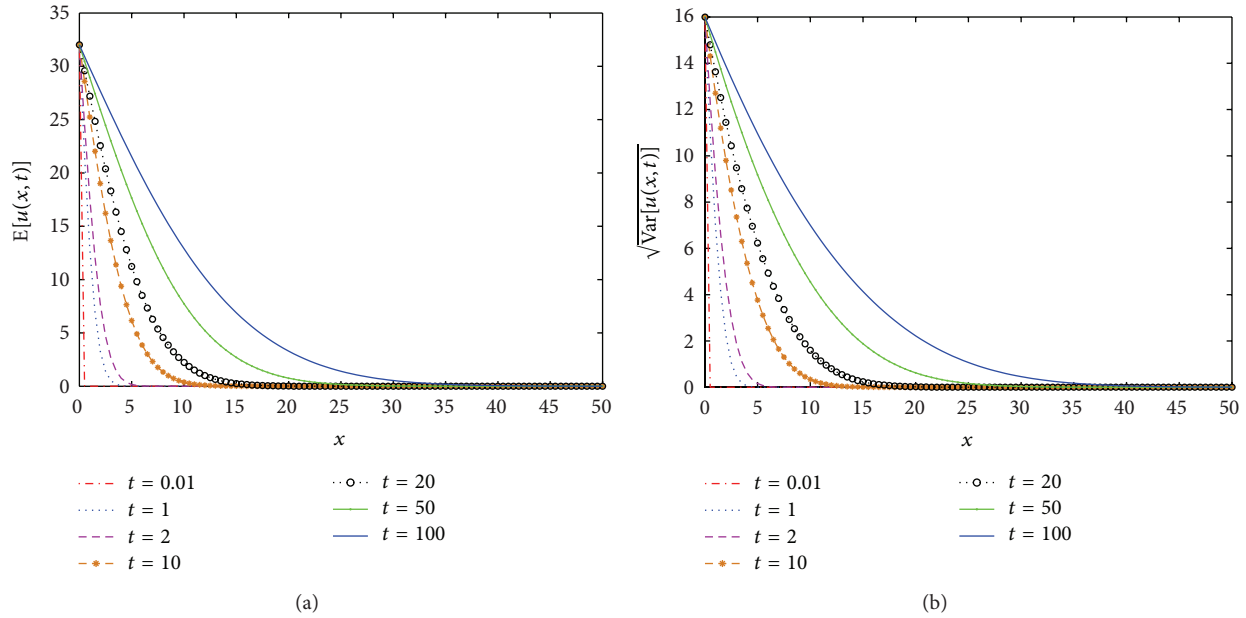 35
30
25
20
15
10
5
0
E[u(x, t)]
0 5 10 15 20 25 30 35 40 45 50
x
t = 0.01
t = 1
t = 2
t = 10
t = 20
t = 50
t = 100
(a)
16
14
12
10
8
6
4
2
0
√Var[u(x, t)]
0 5 10 15 20 25 30 35 40 45 50
x
t = 0.01
t = 1
t = 2
t = 10
t = 20
t = 50
t = 100
(b)